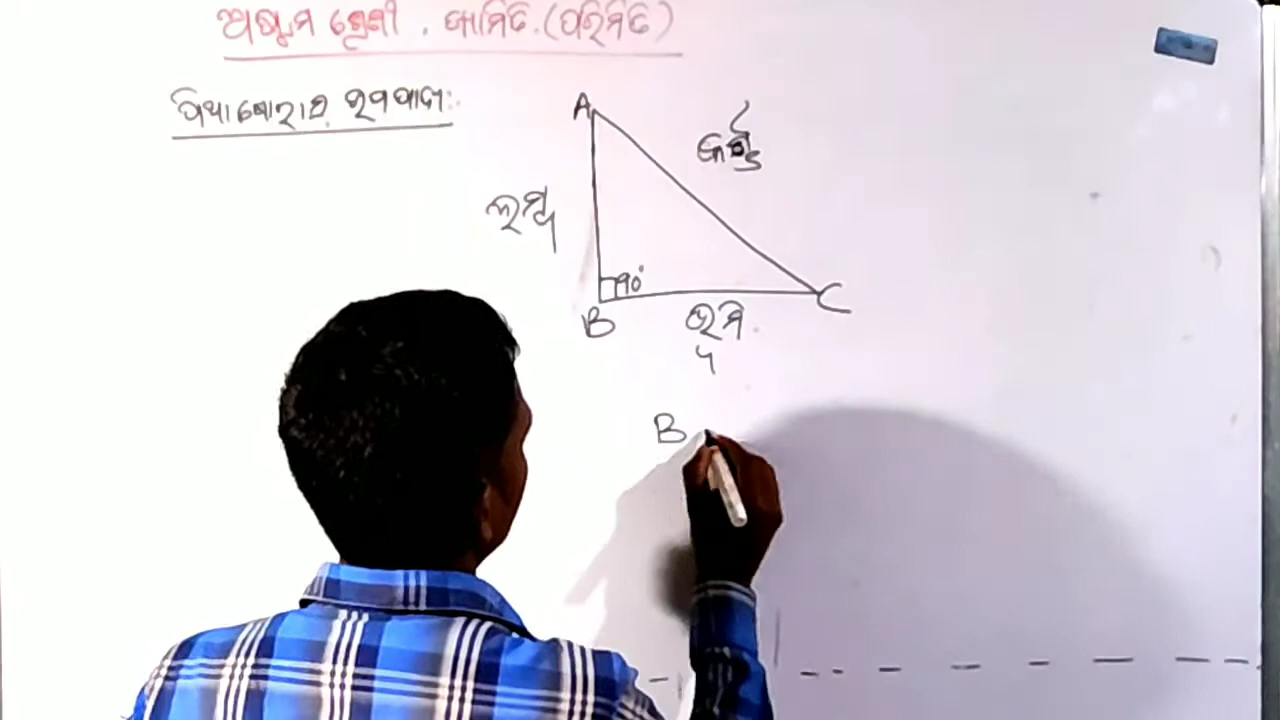 ଅଷ୍ଟମ ଶ୍ରେଣୀ . ଜାମିତି (ପରିମିତି)
ପିଥାଗୋରାସ୍ ଉପପାଦ୍ୟ:
A
କର୍ଣ୍ଣ
ଲମ୍ବ
90°
B
C
ଭୂମି
B